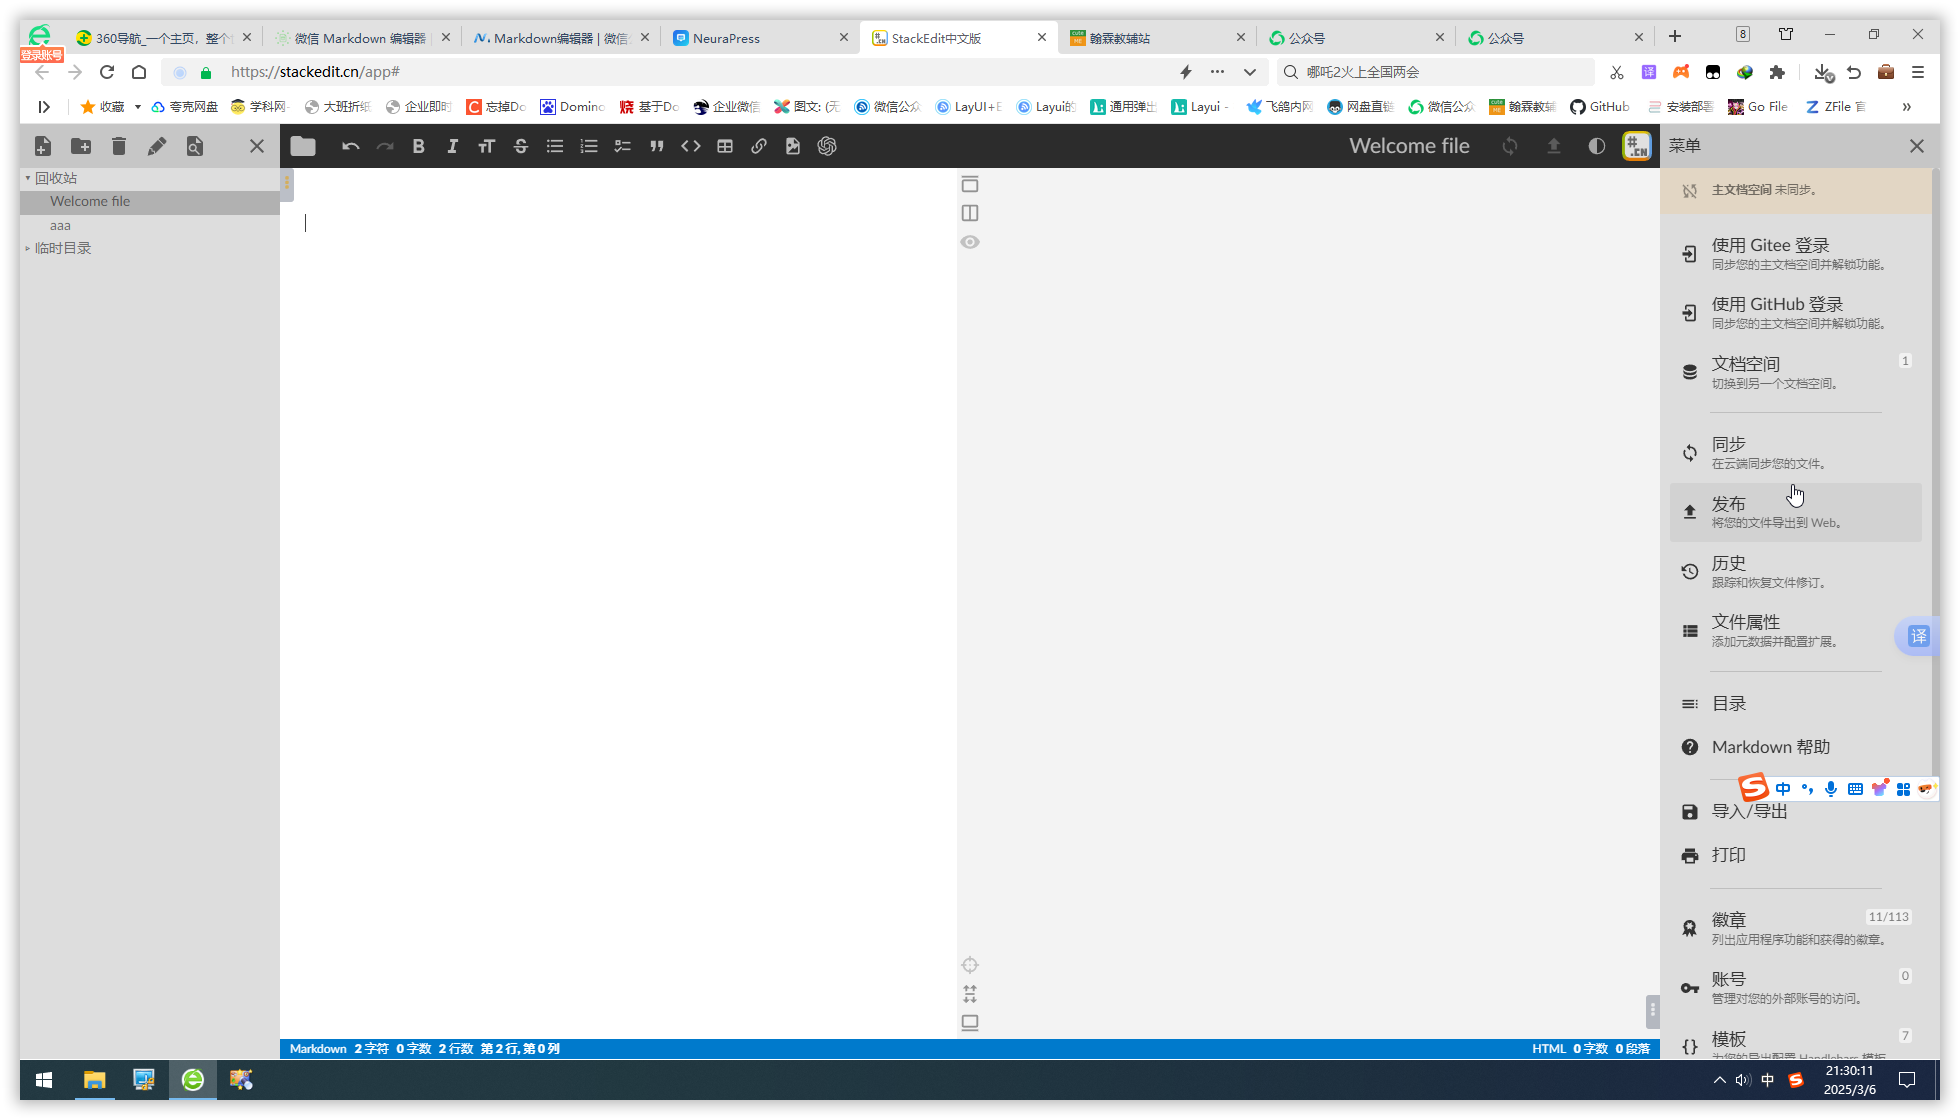 登录账号
360导航_一个主页，整个
微信 Markdown 编辑器
Markdown编辑器 | 微信
NeuraPress
StackEdit中文版
翰霖教辅站
公众号
公众号
8
https://stackedit.cn/app#
哪吒2火上全国两会
收藏
夸克网盘
学科网
大班折纸
企业即时
忘掉Do
Domino
基于Do
企业微信
图文: (无
微信公众
LayUI+E
Layui的
通用弹出
Layui -
飞鸽内网
网盘直链
微信公众
翰霖教辅
GitHub
安装部署
Go File
ZFile 官
Welcome file
菜单
回收站
Welcome file
aaa
临时目录
主文档空间 未同步。
使用 Gitee 登录
同步您的主文档空间并解锁功能。
使用 GitHub 登录
同步您的主文档空间并解锁功能。
文档空间
1
切换到另一个文档空间。
同步
在云端同步您的文件。
发布
将您的文件导出到 Web。
历史
跟踪和恢复文件修订。
文件属性
添加元数据并配置扩展。
译
目录
Markdown 帮助
中
导入/导出
打印
徽章
11/113
列出应用程序功能和获得的徽章。
账号
0
管理对您的外部账号的访问。
模板
7
为您的导出配置 Handlebars 模板
Markdown 2 字符 0 字数 2 行数 第 2 行, 第 0 列
HTML 0 字数 0 段落
中
21:30:11
2025/3/6